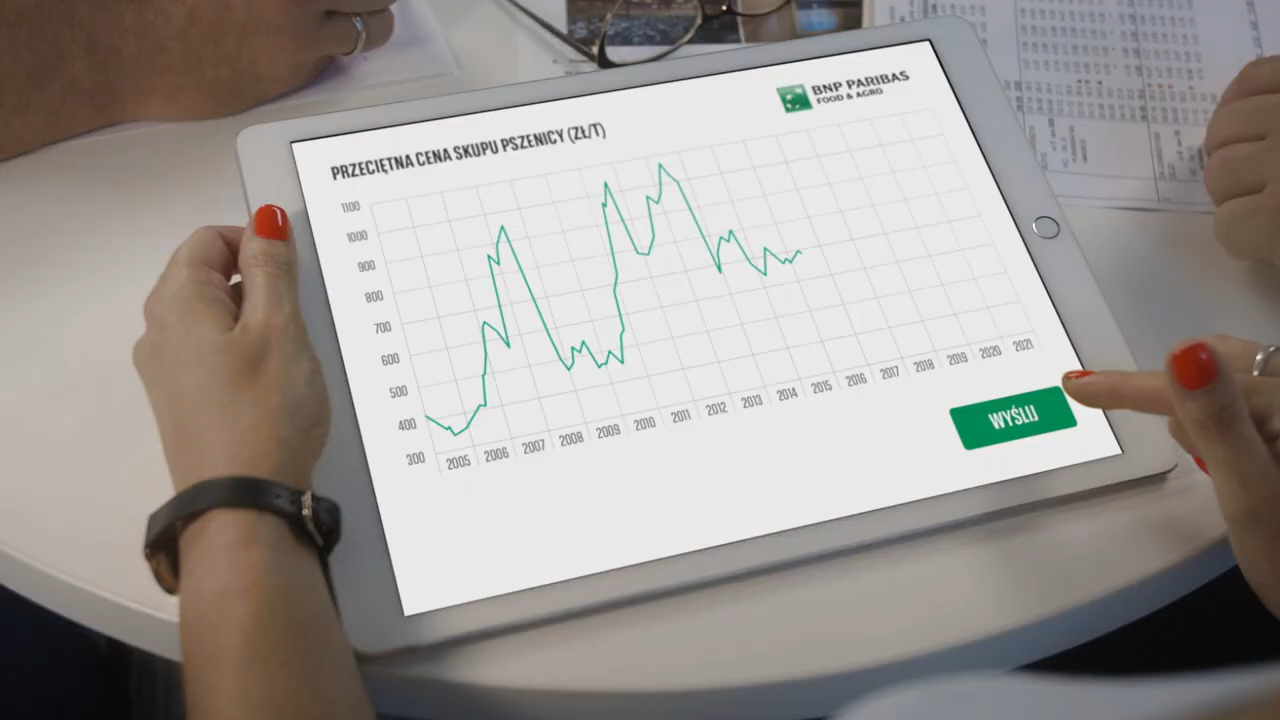 BNP PARIBAS
FOOD & AGRO
PRZECIĘTNA CENA SKUPU PSZENICY (ZŁ/T)
1100
1000
900
800
700
600
500
400
300
2005 2006 2007 2008 2009 2010 2011 2012 2013 2014 2015 2016 2017 2018 2019 2020 2021
WYŚLIJ